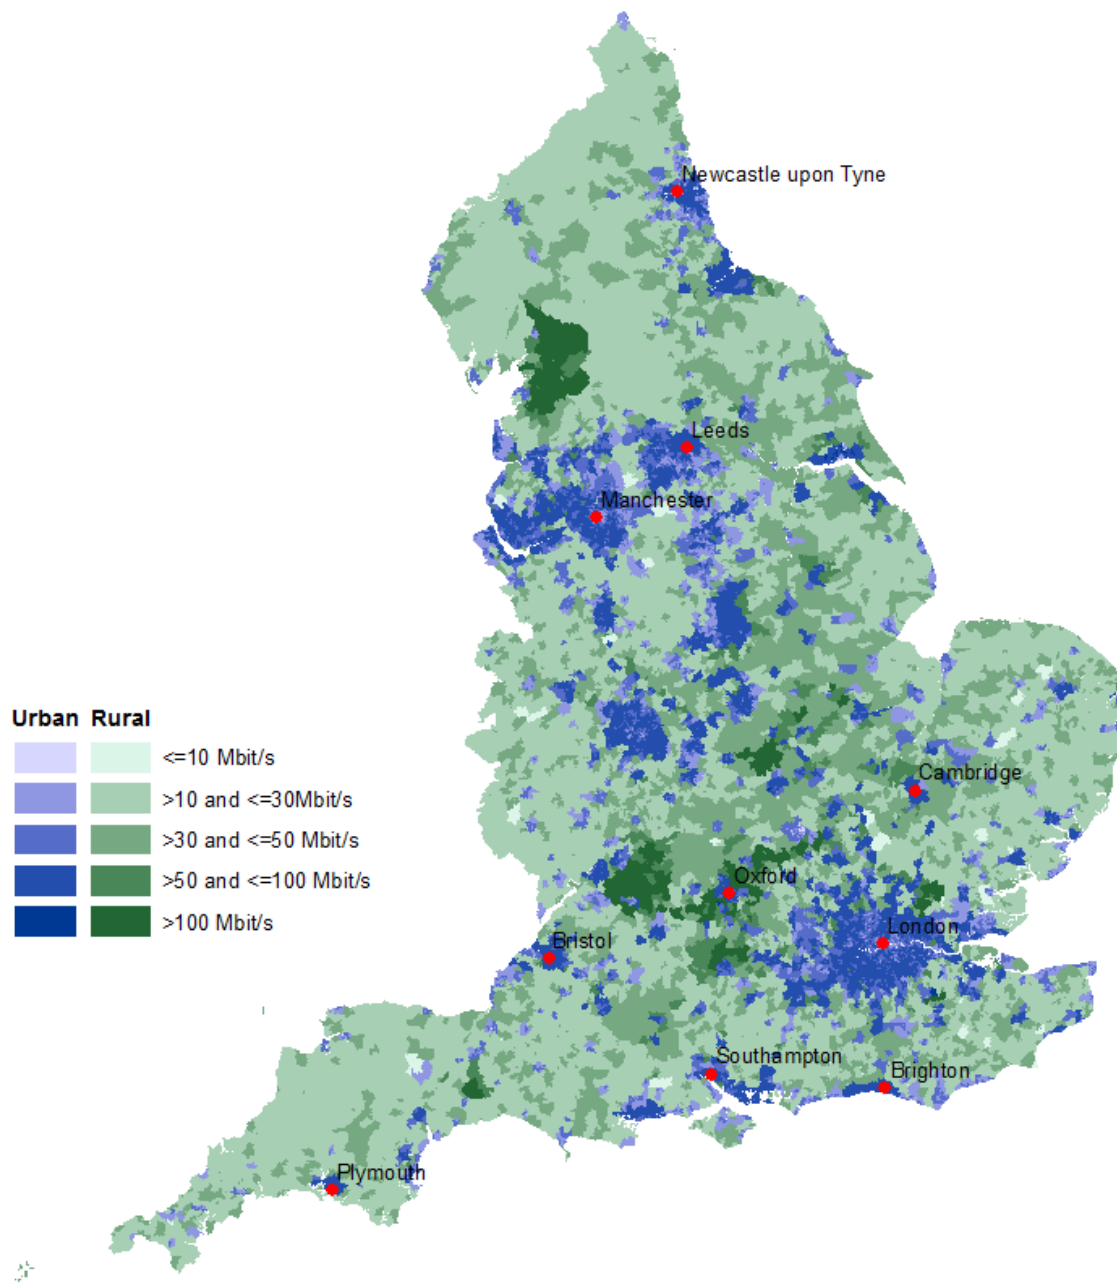 Newcastle upon Tyne
Leeds
Manchester
Urban Rural
<=10 Mbit/s
>10 and <=30Mbit/s
>30 and <=50 Mbit/s
>50 and <=100 Mbit/s
>100 Mbit/s
Cambridge
Oxford
London
Bristol
Southampton
Brighton
Plymouth